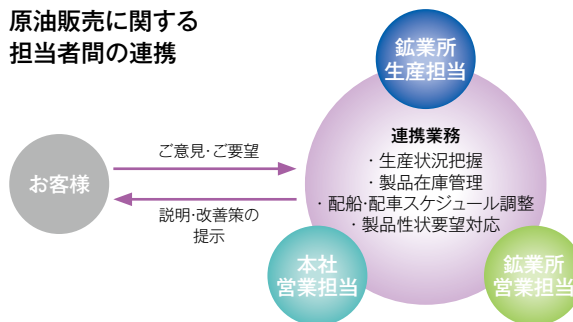 原油販売に関する
担当者間の連携
鉱業所
生産担当
お客様
ご意見・ご要望
説明・改善策の
提示
連携業務
・生産状況把握
・製品在庫管理
・配船・配車スケジュール調整
・製品性状要望対応
本社
営業担当
鉱業所
営業担当